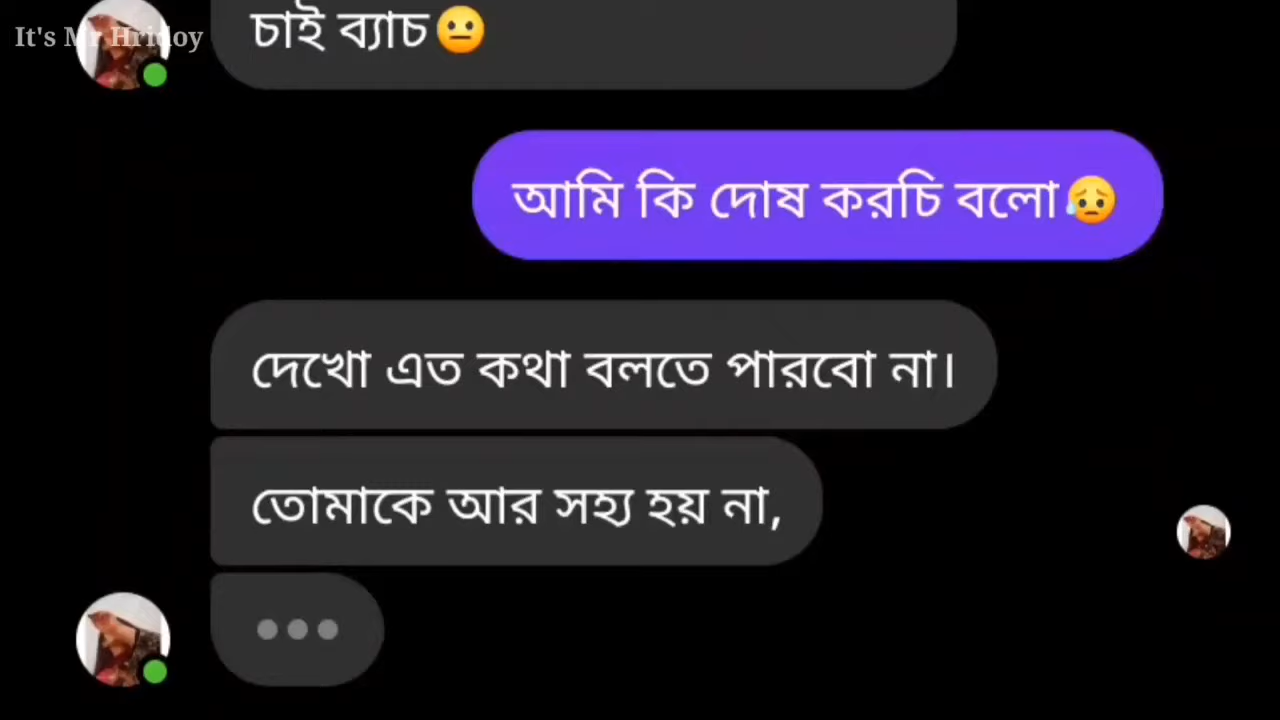 It's Mr Hridoy
চাই ব্যাচ😐
আমি কি দোষ করচি বলো😥
দেখো এত কথা বলতে পারবো না।
তোমাকে আর সহ্য হয় না,